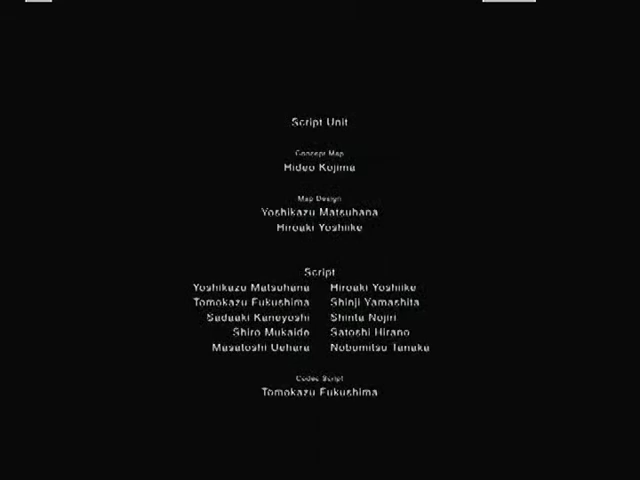 Script Unit
Concept Map
Hideo Kojima
Map Design
Yoshikazu Matsuhana
Hiroaki Yoshiike
Script
Yoshikazu Matsuhana Hiroaki Yoshiike
Tomokazu Fukushima Shinji Yamashita
Sadaaki Kaneyoshi Shinta Nojiri
Shiro Mukaide Satoshi Hirano
Masatoshi Uehara Nobumitsu Tanaka
Codec Script
Tomokazu Fukushima